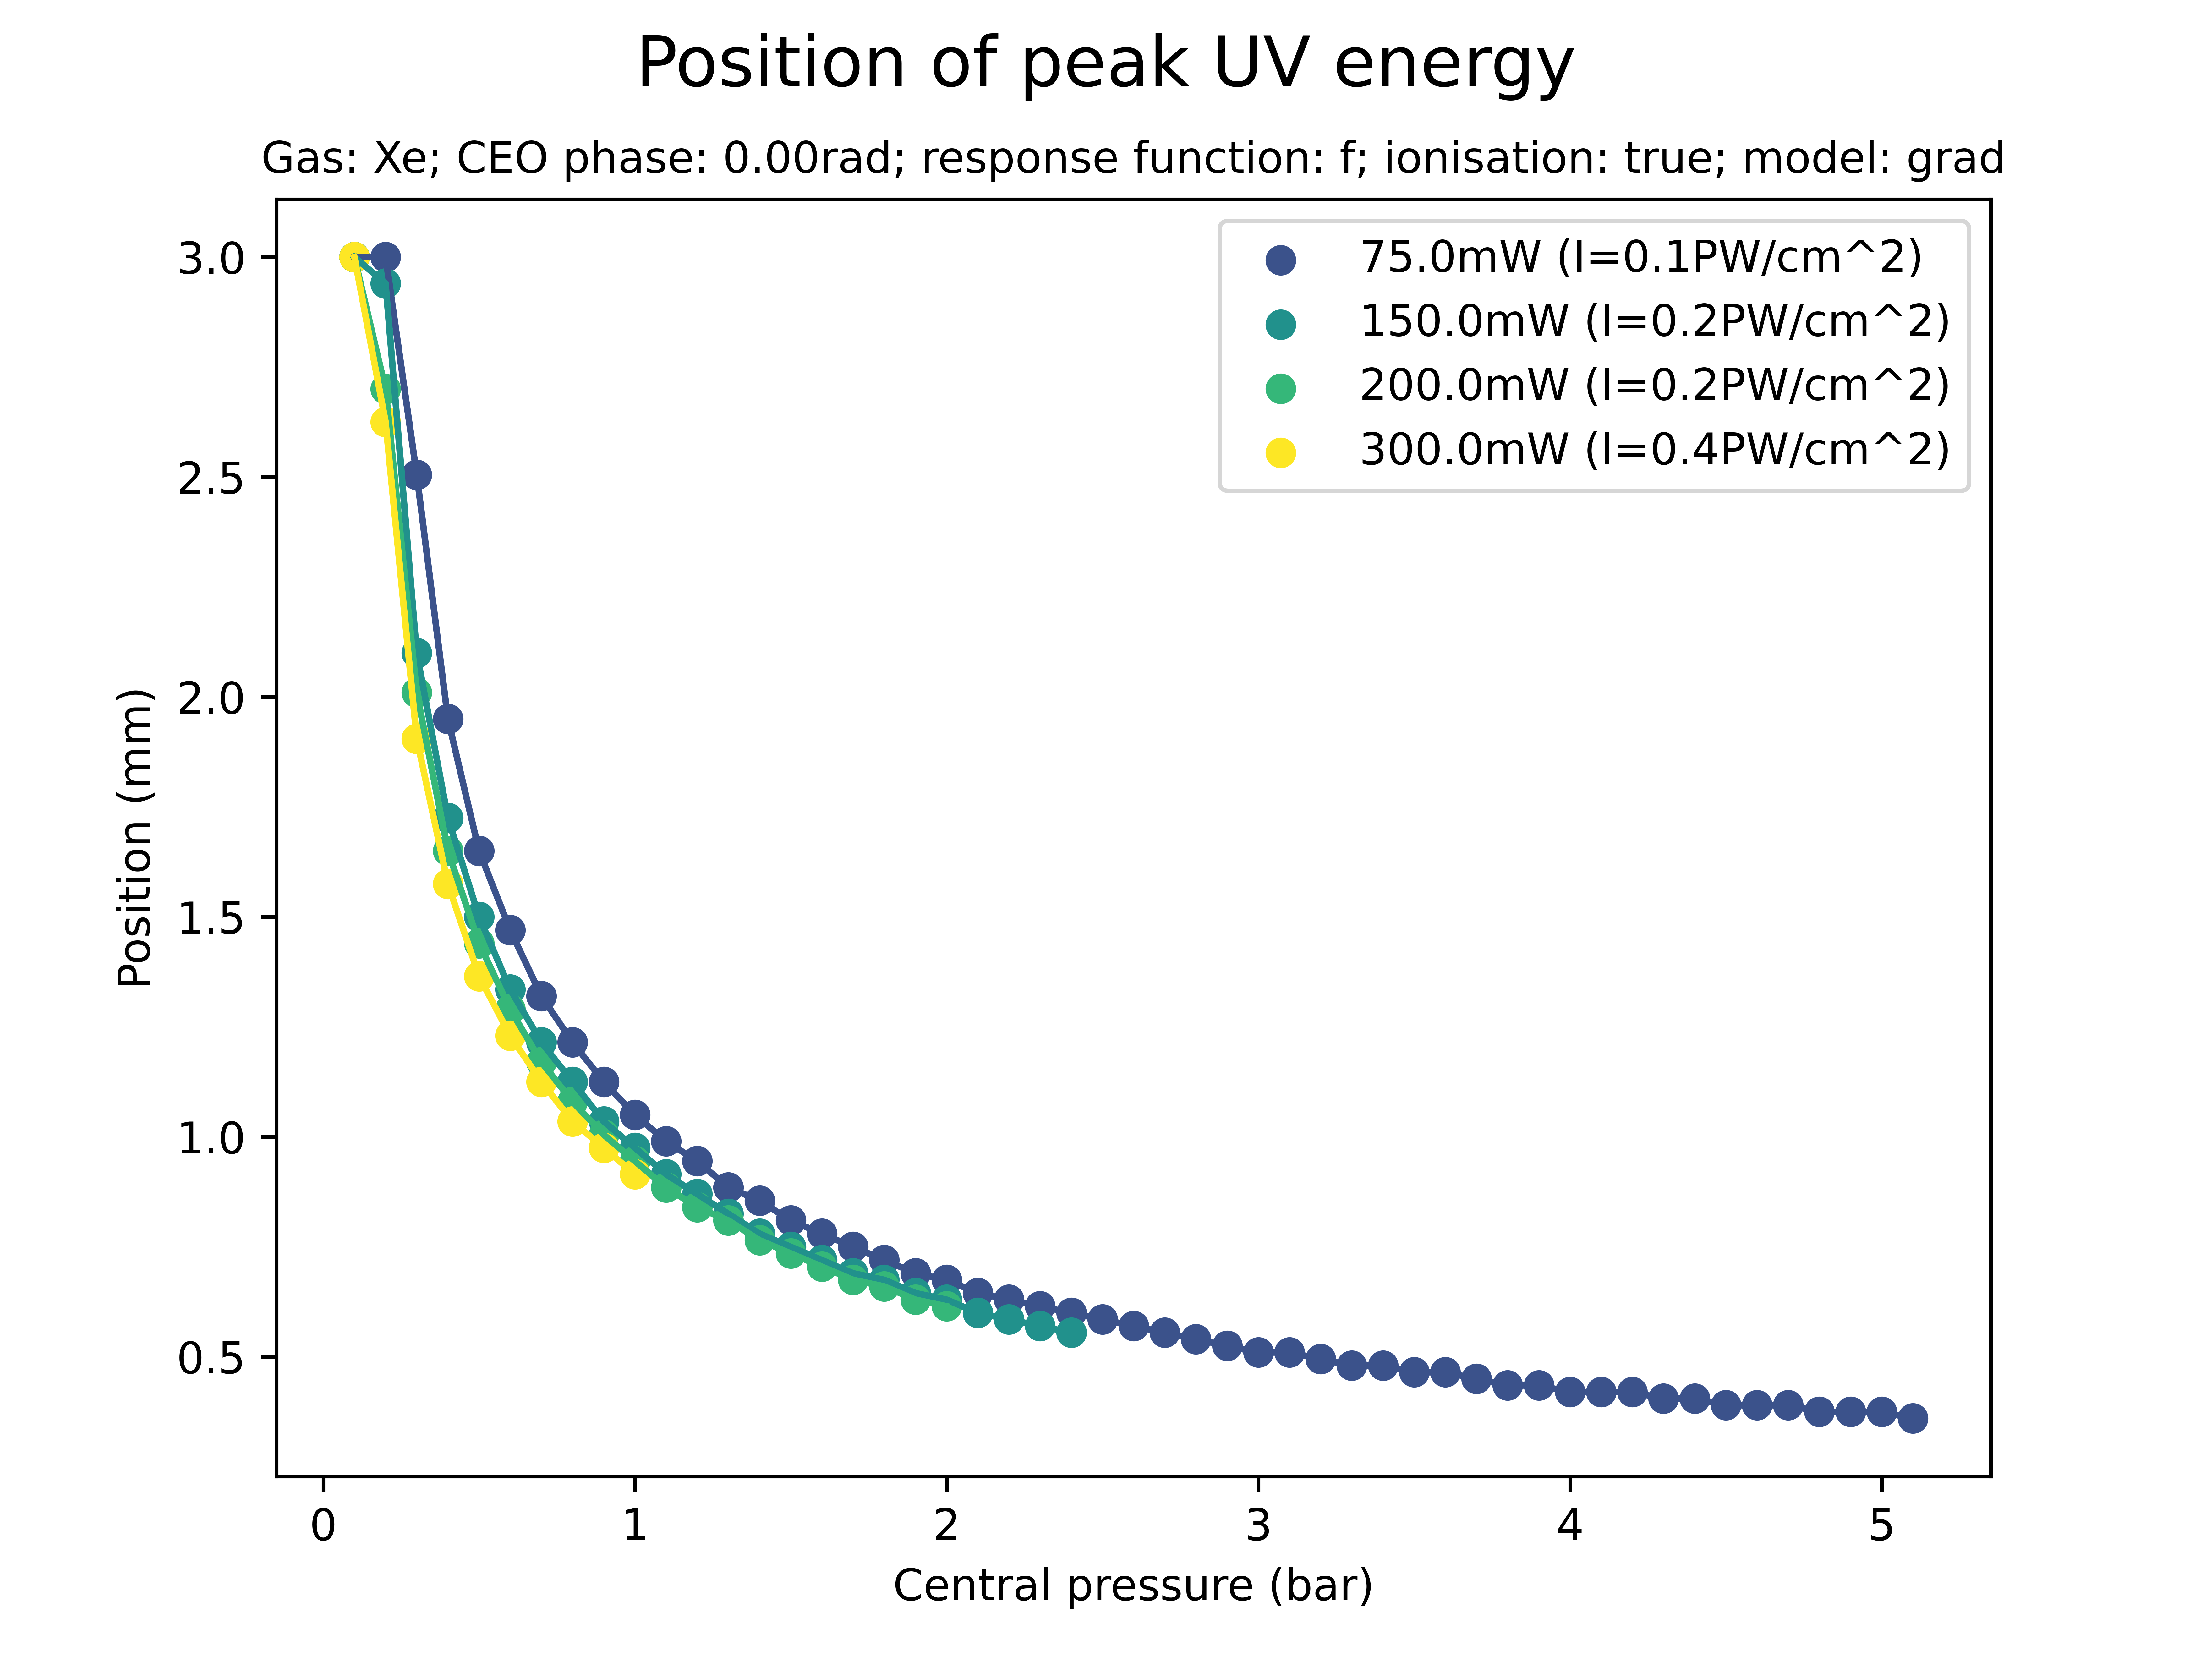 Position of peak UV energy
Gas: Xe; CEO phase: 0.00rad; response function: f; ionisation: true; model: grad
75.0mW (I=0.1PW/cm^2)
150.0mW (I=0.2PW/cm^2)
200.0mW (I=0.2PW/cm^2)
300.0mW (I=0.4PW/cm^2)
Position (mm)
3.0
2.5
2.0
1.5
1.0
0.5
0 1 2 3 4 5
Central pressure (bar)